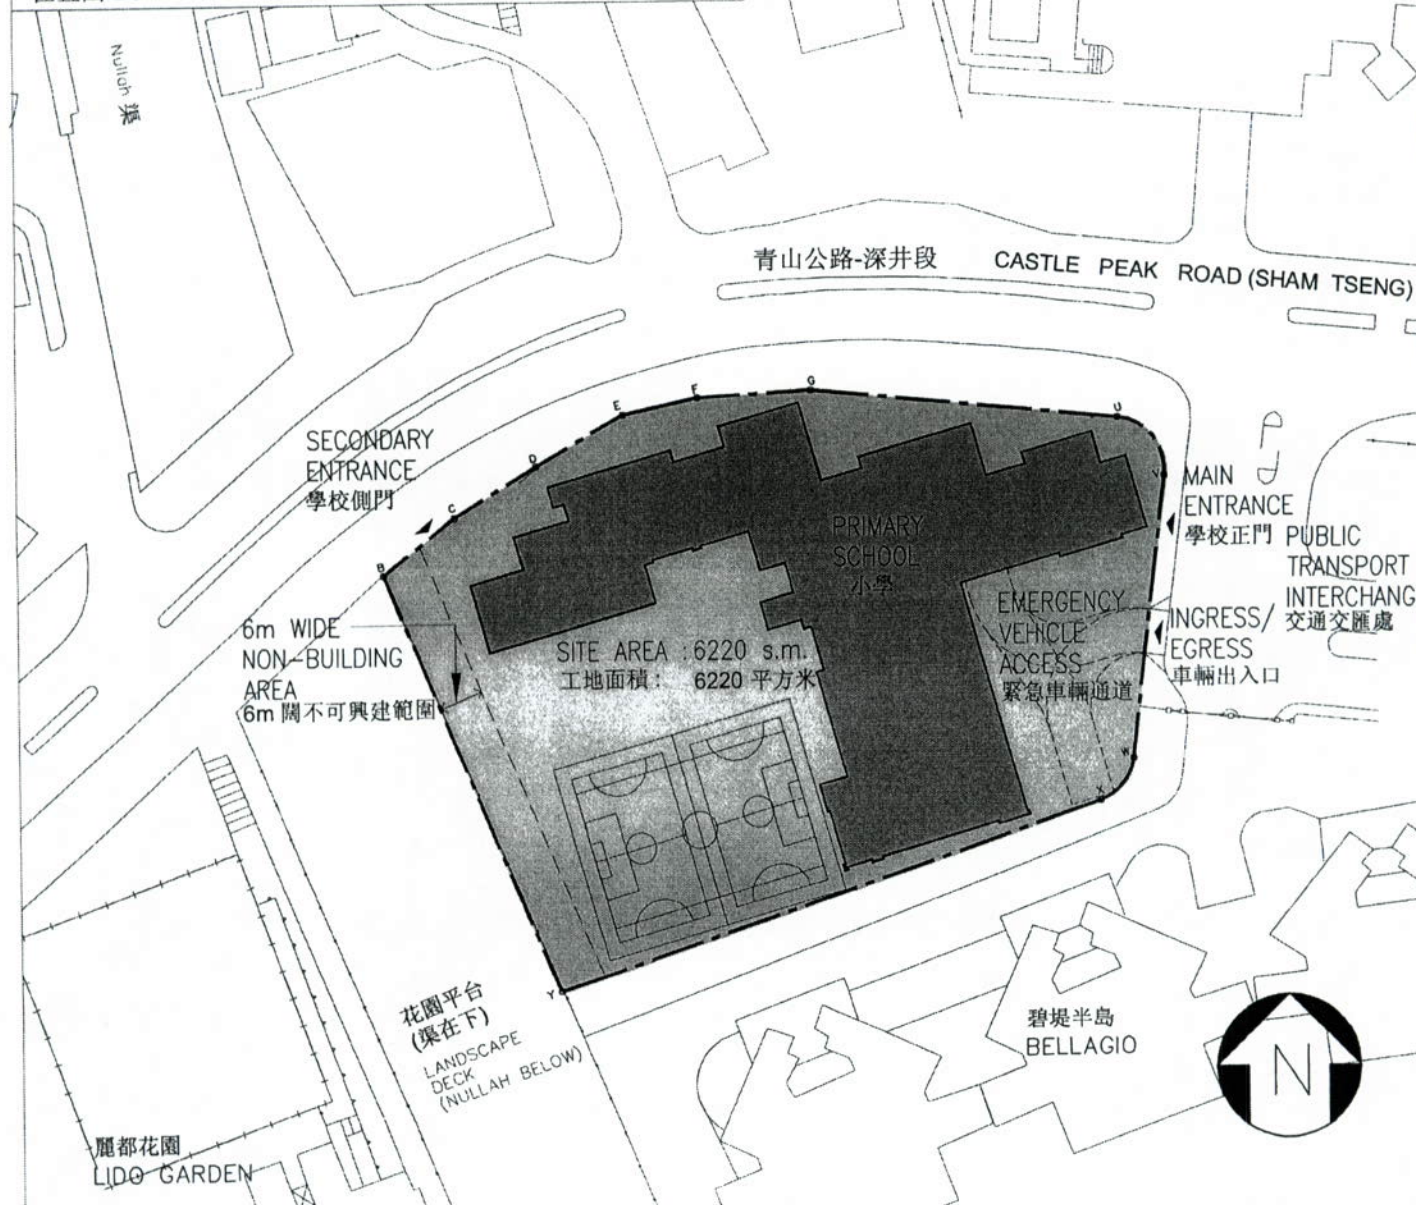 Nullah 渠
青山公路-深井段 CASTLE PEAK ROAD (SHAM TSENG)
B
C
D
E
F
G
U
V
W
X
Y
SECONDARY
ENTRANCE
學校側門
MAIN
ENTRANCE
學校正門
PUBLIC
TRANSPORT
INTERCHANG
交通交匯處
PRIMARY
SCHOOL
小學
EMERGENCY
VEHICLE
ACCESS
緊急車輛通道
INGRESS/
EGRESS
車輛出入口
6m WIDE
NON-BUILDING
AREA
6m 闊不可興建範圍
SITE AREA : 6220 s.m.
工地面積： 6220 平方米
花園平台
(渠在下)
LANDSCAPE
DECK
(NULLAH BELOW)
碧堤半島
BELLAGIO
N
麗都花園
LIDO GARDEN